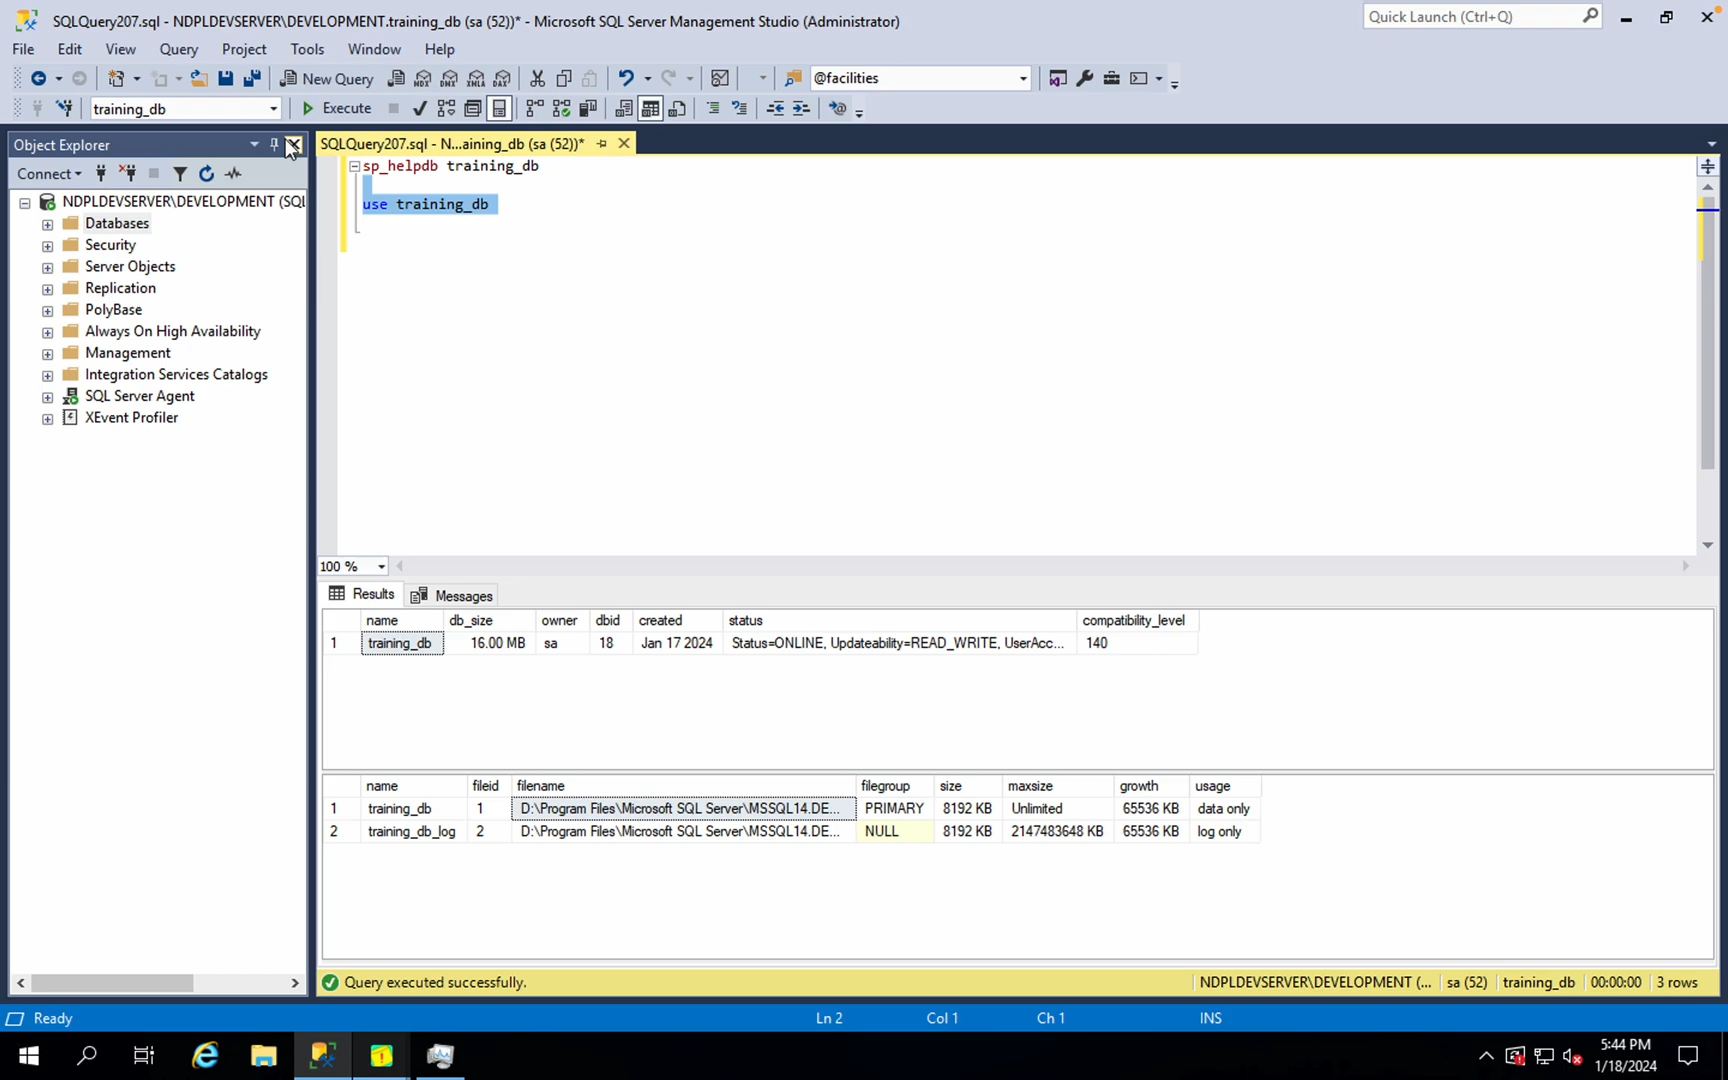 SQLQuery207.sql - NDPLDEVSERVER\DEVELOPMENT.training_db (sa (52))* - Microsoft SQL Server Management Studio (Administrator)
Quick Launch (Ctrl+Q)
File Edit View Query Project Tools Window Help
New Query MDX DMX XMLA DAX @facilities
training_db Execute
Object Explorer
SQLQuery207.sql - N...aining_db (sa (52))*
Connect
sp_helpdb training_db
use training_db
NDPLDEVSERVER\DEVELOPMENT (SQL
Databases
Security
Server Objects
Replication
PolyBase
Always On High Availability
Management
Integration Services Catalogs
SQL Server Agent
XEvent Profiler
100 %
Results Messages
name db_size owner dbid created status compatibility_level
1 training_db 16.00 MB sa 18 Jan 17 2024 Status=ONLINE, Updateability=READ_WRITE, UserAcc... 140
name fileid filename filegroup size maxsize growth usage
1 training_db 1 D:\Program Files\Microsoft SQL Server\MSSQL14.DE... PRIMARY 8192 KB Unlimited 65536 KB data only
2 training_db_log 2 D:\Program Files\Microsoft SQL Server\MSSQL14.DE... NULL 8192 KB 2147483648 KB 65536 KB log only
Query executed successfully. NDPLDEVSERVER\DEVELOPMENT (... sa (52) training_db 00:00:00 3 rows
Ready Ln 2 Col 1 Ch 1 INS
5:44 PM
1/18/2024